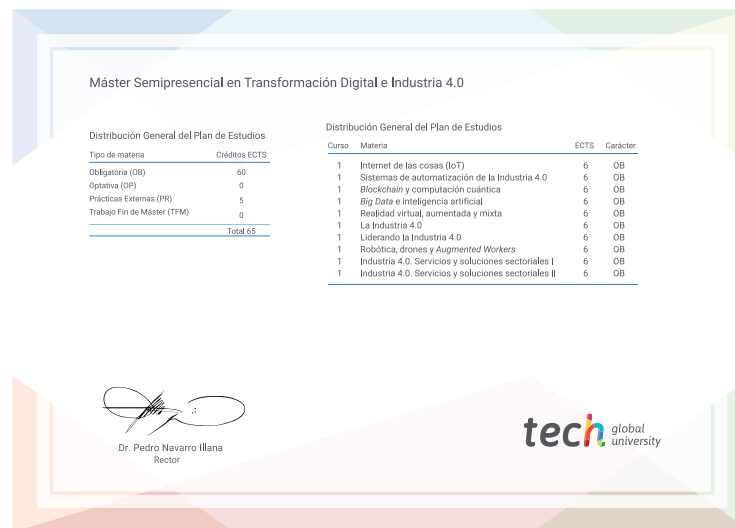 Máster Semipresencial en Transformación Digital e Industria 4.0
Distribución General del Plan de Estudios
Tipo de materia Créditos ECTS
Obligatoria (OB) 60
Optativa (OP) 0
Prácticas Externas (PR) 5
Trabajo Fin de Máster (TFM) 0
Total 65
Distribución General del Plan de Estudios
Curso Materia ECTS Carácter
1 Internet de las cosas (IoT) 6 OB
1 Sistemas de automatización de la Industria 4.0 6 OB
1 Blockchain y computación cuántica 6 OB
1 Big Data e inteligencia artificial 6 OB
1 Realidad virtual, aumentada y mixta 6 OB
1 La Industria 4.0 6 OB
1 Liderando la Industria 4.0 6 OB
1 Robótica, drones y Augmented Workers 6 OB
1 Industria 4.0. Servicios y soluciones sectoriales I 6 OB
1 Industria 4.0. Servicios y soluciones sectoriales II 6 OB
Dr. Pedro Navarro Illana
Rector
tech global
university